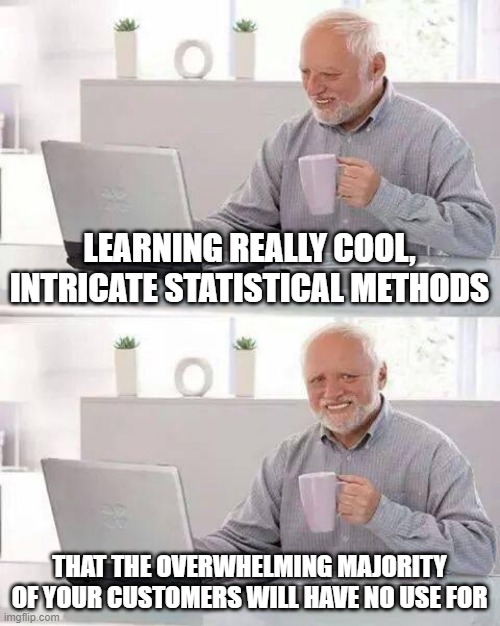 LEARNING REALLY COOL,
INTRICATE STATISTICAL METHODS
THAT THE OVERWHELMING MAJORITY
OF YOUR CUSTOMERS WILL HAVE NO USE FOR
imgflip.com